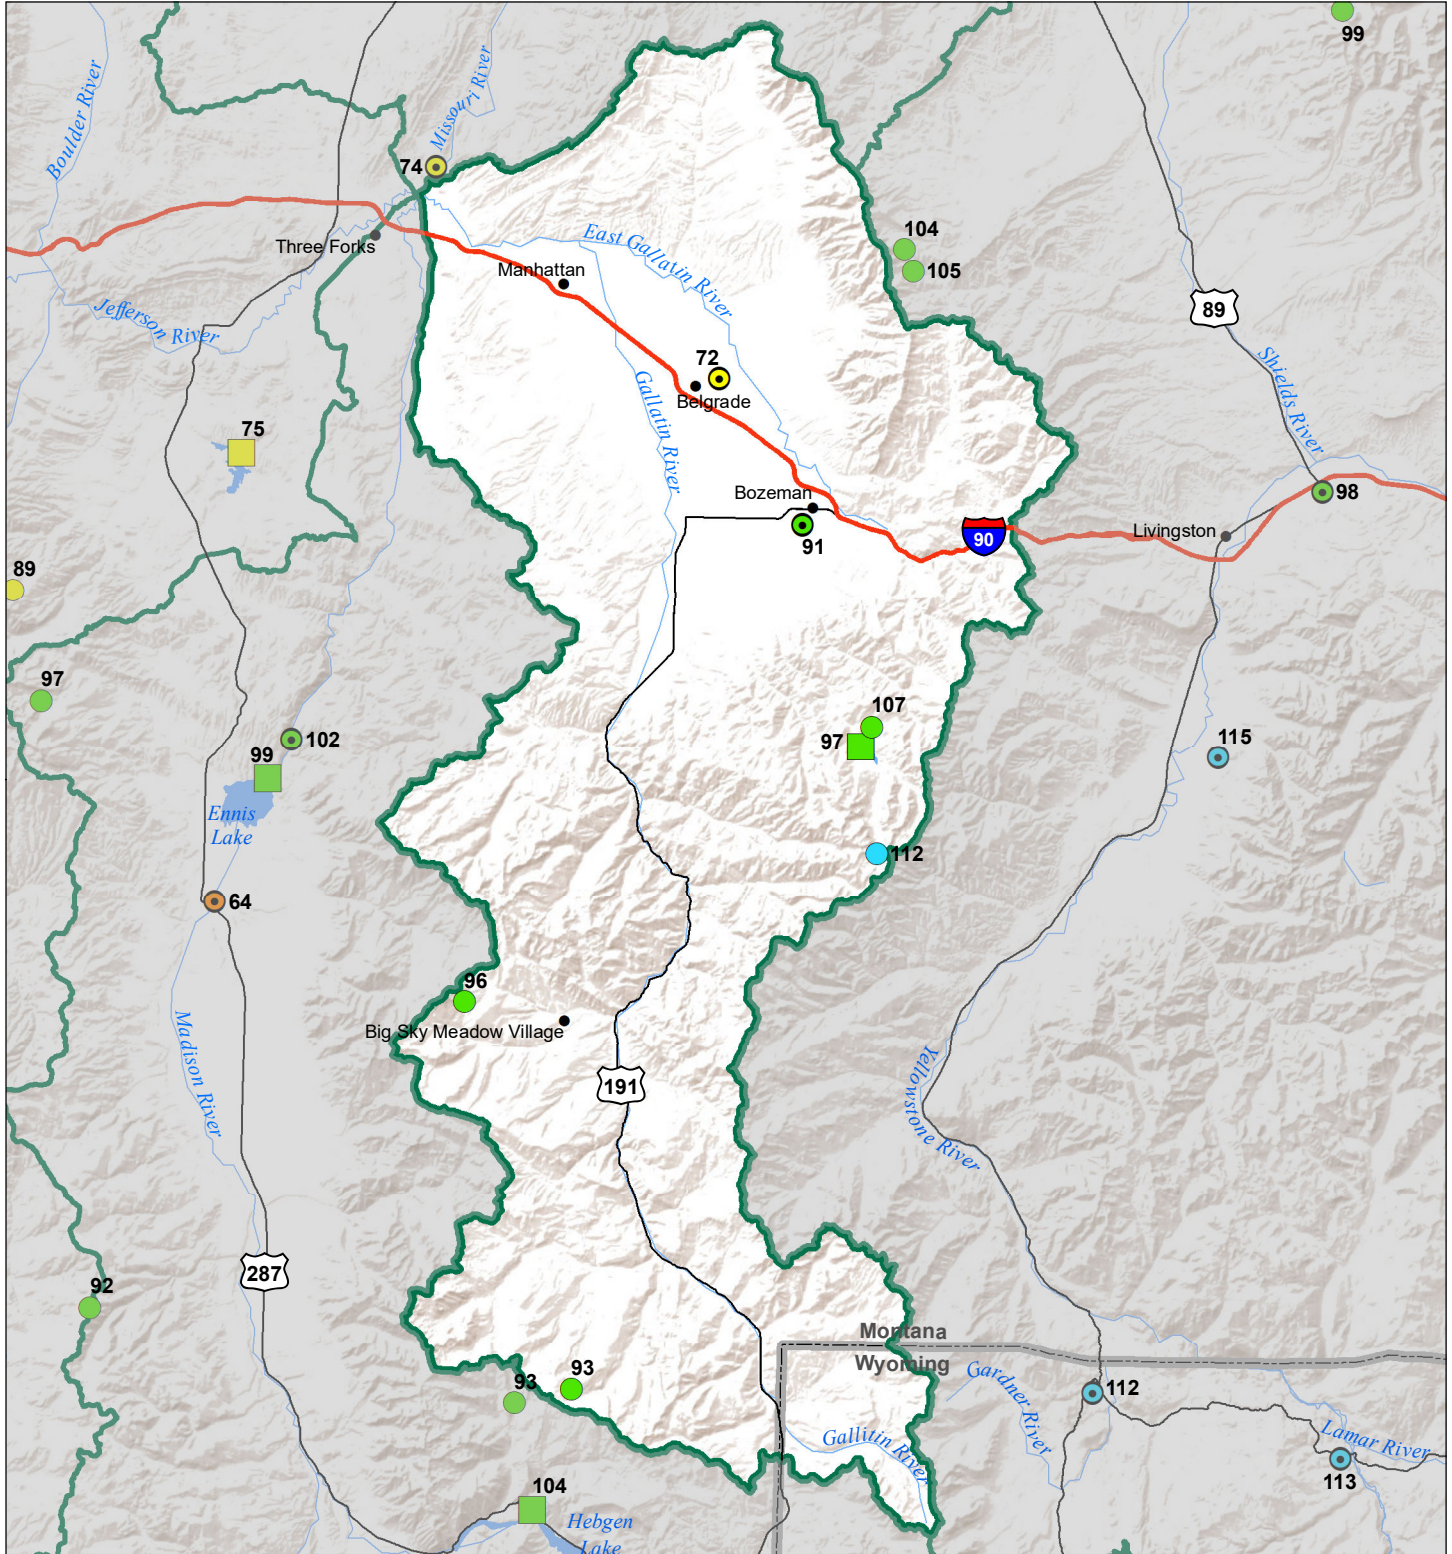 99
Boulder River
Missouri River
74
Three Forks
East Gallatin River
104
105
Manhattan
89
Jefferson River
72
Belgrade
Shields River
Gallatin River
75
Bozeman
91
90
98
Livingston
89
97
107
97
102
99
115
Ennis
Lake
112
64
96
Big Sky Meadow Village
Madison River
Yellowstone River
191
287
92
Montana
Wyoming
93
93
Gardner River
112
Gallitin River
Lamar River
113
104
Hebgen
Lake